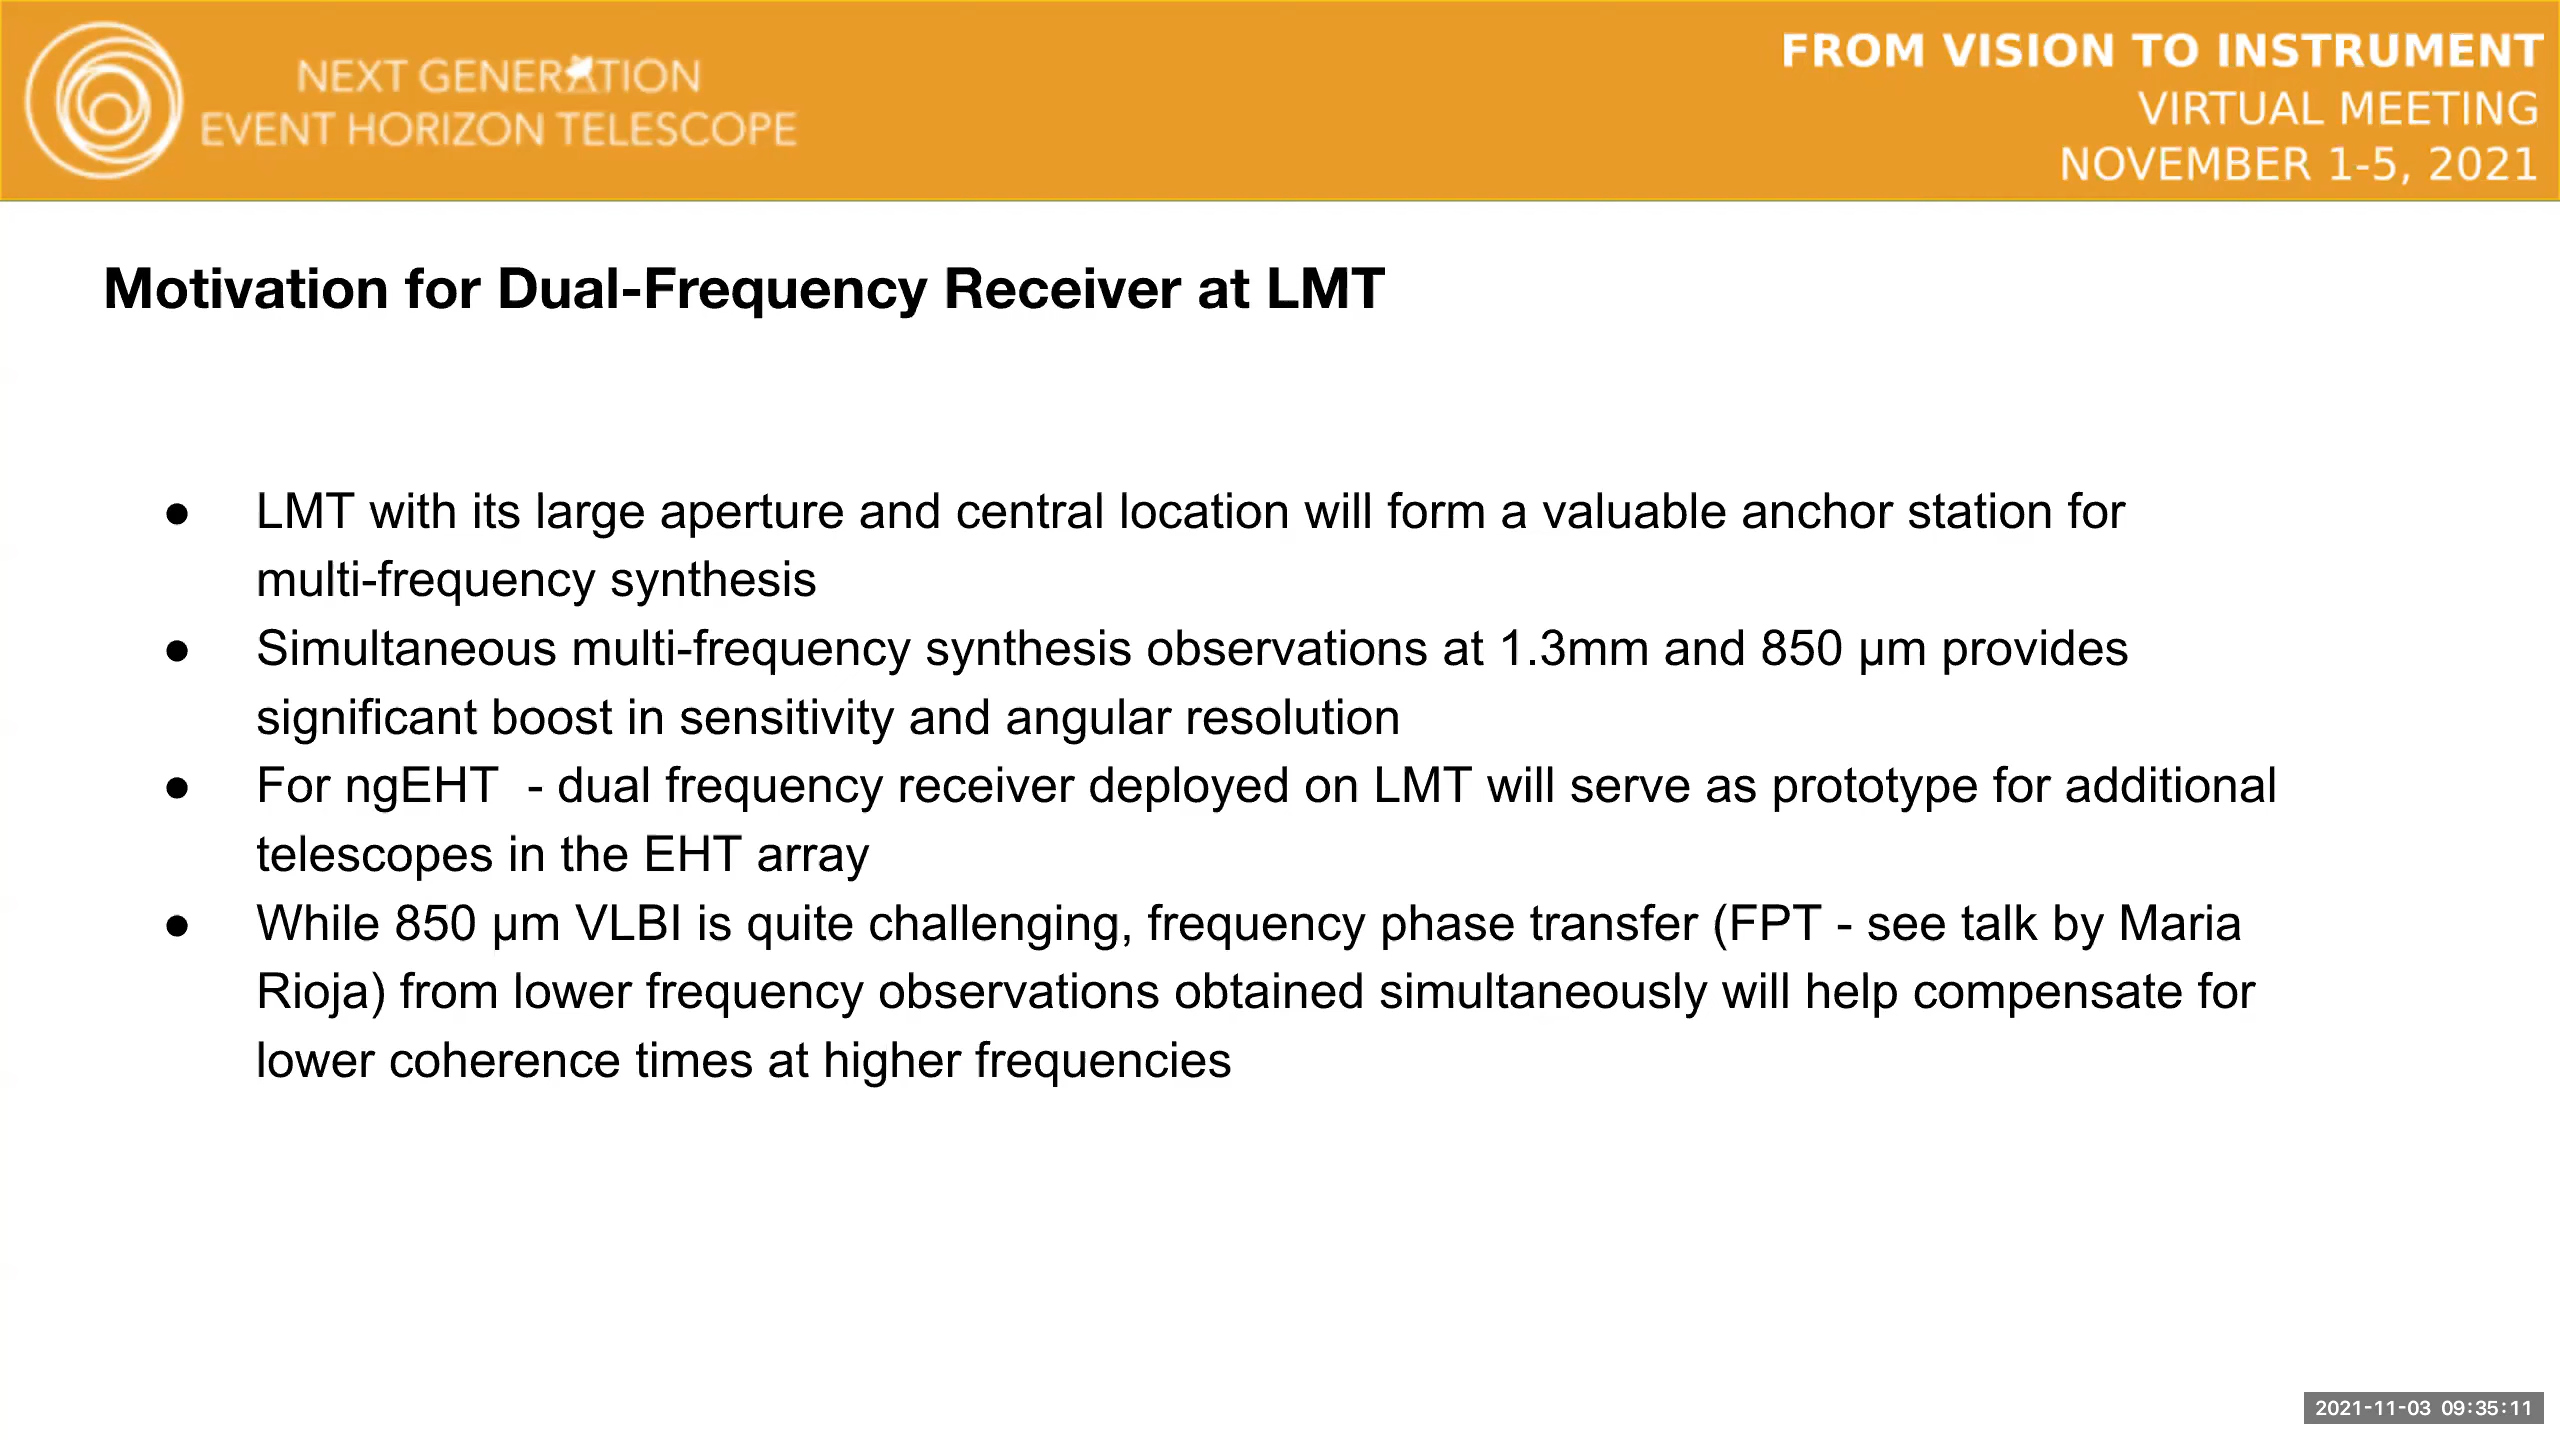 NEXT GENERATION
EVENT HORIZON TELESCOPE
FROM VISION TO INSTRUMENT
VIRTUAL MEETING
NOVEMBER 1-5, 2021
Motivation for Dual-Frequency Receiver at LMT
● LMT with its large aperture and central location will form a valuable anchor station for
multi-frequency synthesis
● Simultaneous multi-frequency synthesis observations at 1.3mm and 850 μm provides
significant boost in sensitivity and angular resolution
● For ngEHT - dual frequency receiver deployed on LMT will serve as prototype for additional
telescopes in the EHT array
● While 850 μm VLBI is quite challenging, frequency phase transfer (FPT - see talk by Maria
Rioja) from lower frequency observations obtained simultaneously will help compensate for
lower coherence times at higher frequencies
2021-11-03 09:35:11